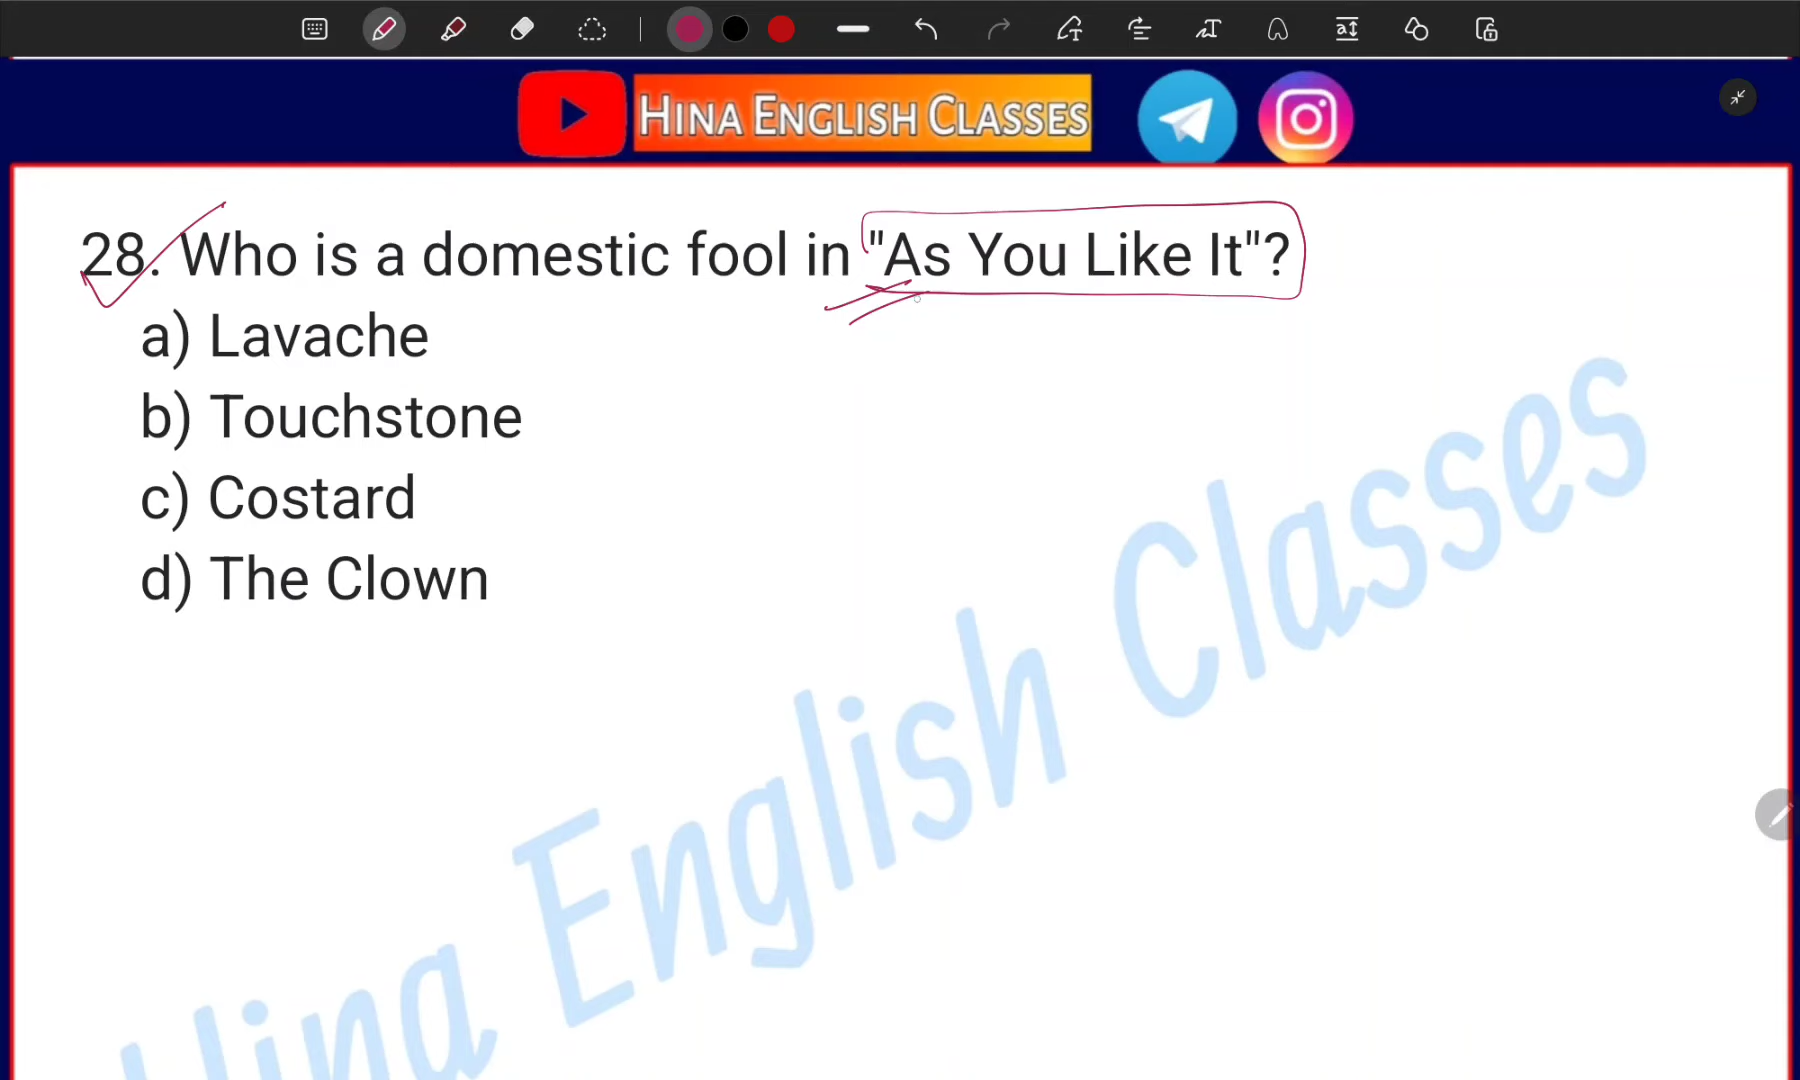 HINA ENGLISH CLASSES
28. Who is a domestic fool in "As You Like It"?
a) Lavache
b) Touchstone
c) Costard
d) The Clown
Hina English Classes